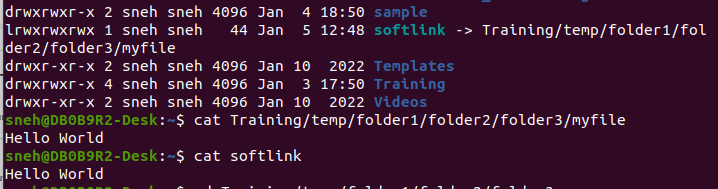 drwxrwxr-x 2 sneh sneh 4096 Jan  4 18:50 sample
lrwxrwxrwx 1 sneh sneh   44 Jan  5 12:48 softlink -> Training/temp/folder1/fol
der2/folder3/myfile
drwxr-xr-x 2 sneh sneh 4096 Jan 10  2022 Templates
drwxrwxr-x 4 sneh sneh 4096 Jan  3 17:50 Training
drwxr-xr-x 2 sneh sneh 4096 Jan 10  2022 Videos
sneh@DB0B9R2-Desk:~$ cat Training/temp/folder1/folder2/folder3/myfile
Hello World
sneh@DB0B9R2-Desk:~$ cat softlink
Hello World